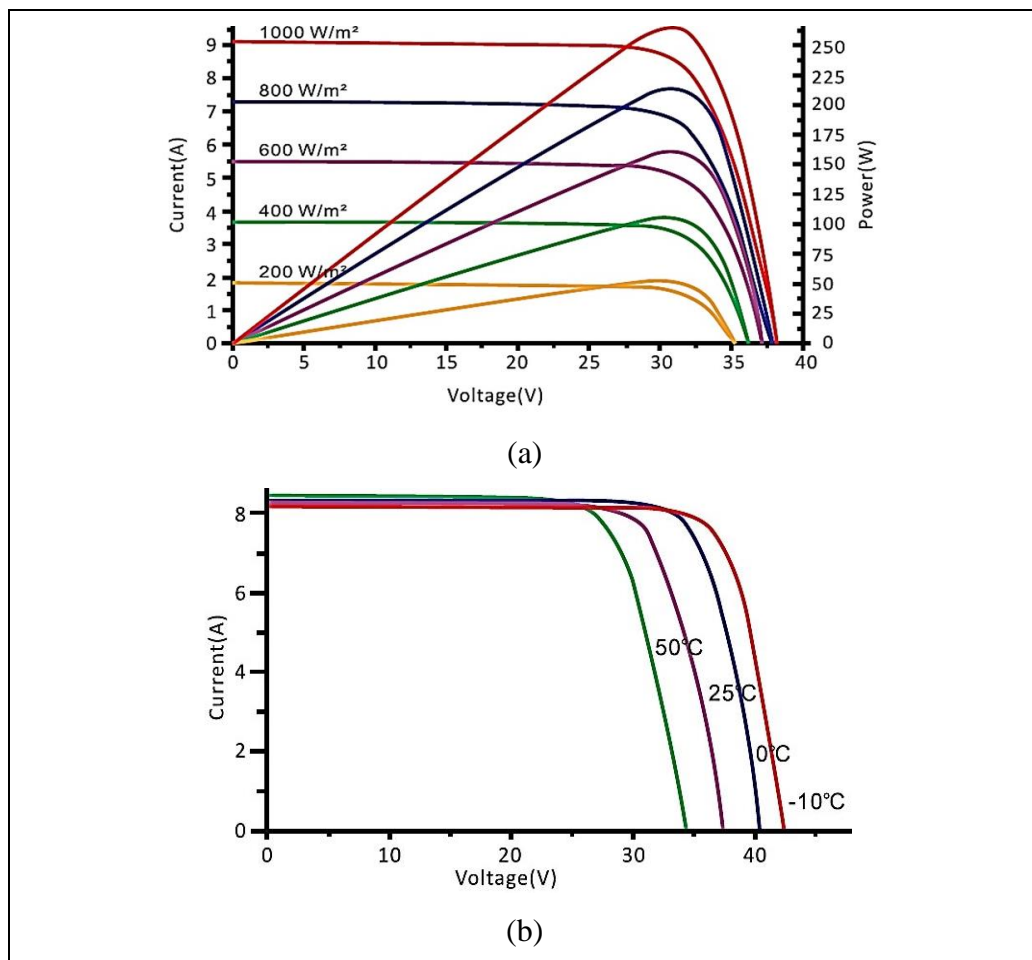 1000 W/m²
800 W/m²
600 W/m²
400 W/m²
200 W/m²
9
8
7
6
5
4
3
2
1
0
Current(A)
250
225
200
175
150
125
100
75
50
25
0
Power(W)
0 5 10 15 20 25 30 35 40
Voltage(V)
(a)
8
6
4
2
0
Current(A)
50℃
25℃
0℃
-10℃
0 10 20 30 40
Voltage(V)
(b)